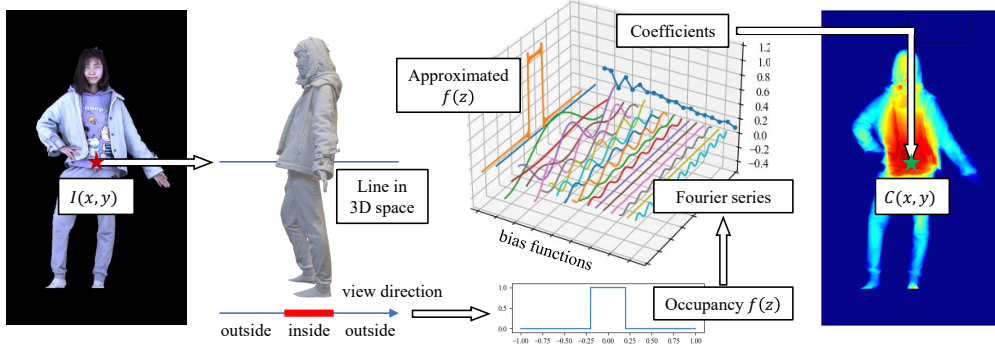 I(x, y)
Line in
3D space
view direction
outside
inside
outside
Approximated
f(z)
Coefficients
1.2
1.0
0.8
0.6
0.4
0.2
0.0
−0.2
−0.4
bias functions
Fourier series
Occupancy f(z)
1.0
0.5
0.0
−1.00
−0.75
−0.50
−0.25
0.00
0.25
0.50
0.75
1.00
C(x, y)